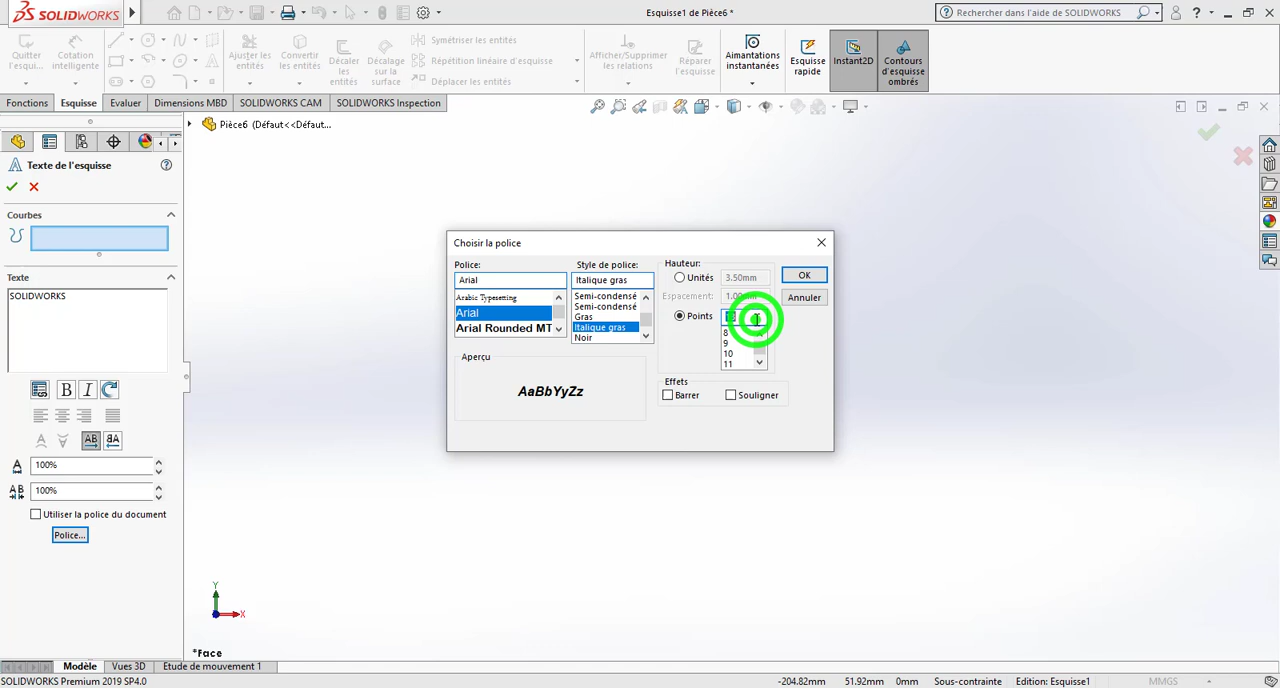 SOLIDWORKS
Esquisse1 de Pièce6 *
Rechercher dans l'aide de SOLIDWORKS
Quitter l'esqui...
Cotation intelligente
Ajuster les entités
Convertir les entités
Décaler les entités
Décalage sur la surface
Symétriser les entités
Répétition linéaire d'esquisse
Déplacer les entités
Afficher/Supprimer les relations
Réparer l'esquisse
Aimantations instantanées
Esquisse rapide
Instant2D
Contours d'esquisse ombrés
Fonctions
Esquisse
Evaluer
Dimensions MBD
SOLIDWORKS CAM
SOLIDWORKS Inspection
Pièce6 (Défaut<<Défaut...
Texte de l'esquisse
Courbes
Texte
SOLIDWORKS
B
I
AB
100%
100%
Utiliser la police du document
Police...
Choisir la police
Police:
Arial
Arabic Typesetting
Arial
Arial Rounded MT
Style de police:
Italique gras
Semi-condensé
Semi-condensé
Gras
Italique gras
Noir
Hauteur:
Unités
3.50mm
Espacement:
Points
8
9
10
11
OK
Annuler
Aperçu
AaBbYyZz
Effets
Barrer
Souligner
Y
X
*Face
Modèle
Vues 3D
Etude de mouvement 1
SOLIDWORKS Premium 2019 SP4.0
-204.82mm
51.92mm
0mm
Sous-contrainte
Edition: Esquisse1
MMGS